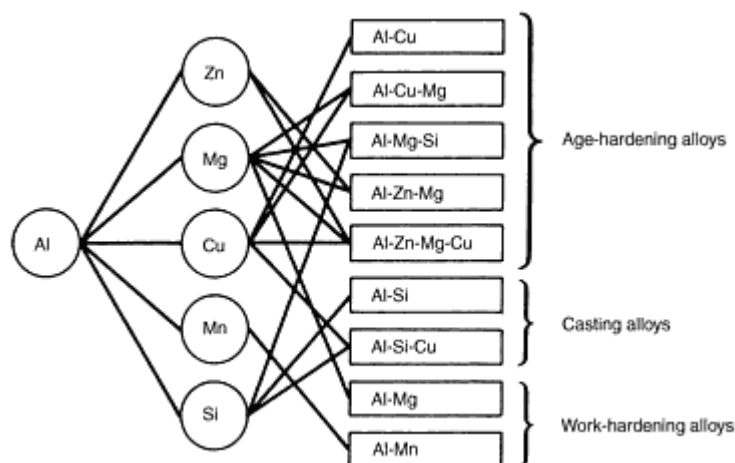 Al
Zn
Mg
Cu
Mn
Si
Al-Cu
Al-Cu-Mg
Al-Mg-Si
Al-Zn-Mg
Al-Zn-Mg-Cu
Al-Si
Al-Si-Cu
Al-Mg
Al-Mn
Age-hardening alloys
Casting alloys
Work-hardening alloys